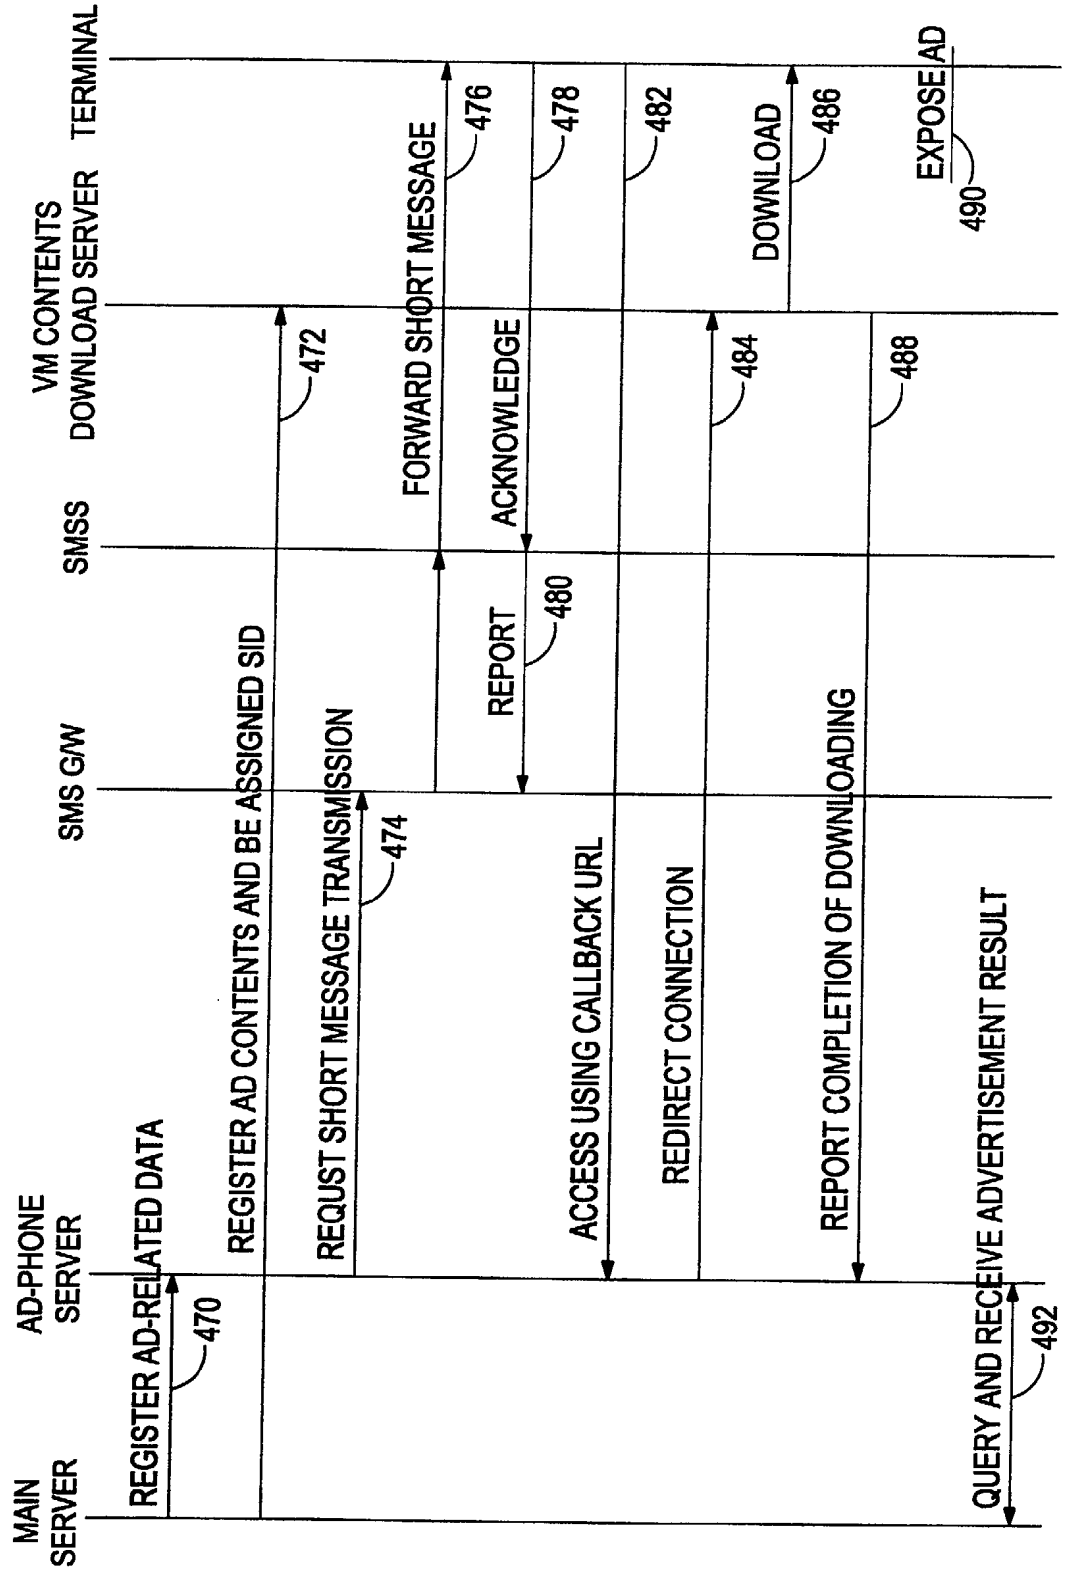 MAIN
SERVER
AD-PHONE
SERVER
SMS G/W
SMSS
VM CONTENTS
DOWNLOAD SERVER
TERMINAL
REGISTER AD-RELATED DATA
470
REGISTER AD CONTENTS AND BE ASSIGNED SID
472
REQUST SHORT MESSAGE TRANSMISSION
474
FORWARD SHORT MESSAGE
476
ACKNOWLEDGE
478
REPORT
480
ACCESS USING CALLBACK URL
482
REDIRECT CONNECTION
484
DOWNLOAD
486
REPORT COMPLETION OF DOWNLOADING
488
EXPOSE AD
490
QUERY AND RECEIVE ADVERTISEMENT RESULT
492